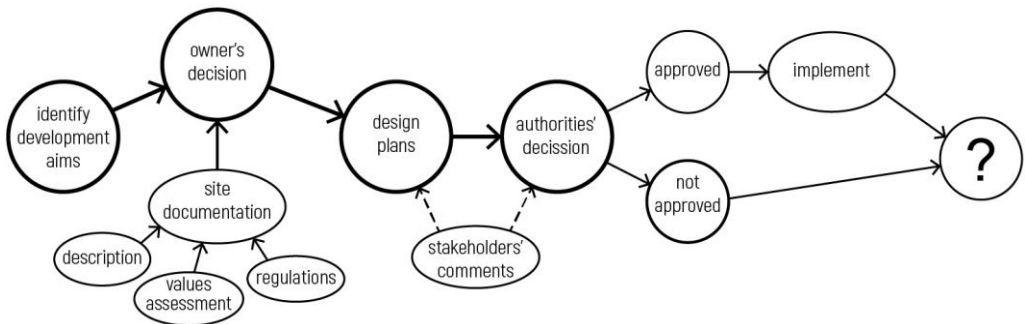 identify
development
aims
owner's
decision
site
documentation
description
values
assessment
regulations
design
plans
stakeholders'
comments
authorities'
decission
approved
implement
not
approved
?